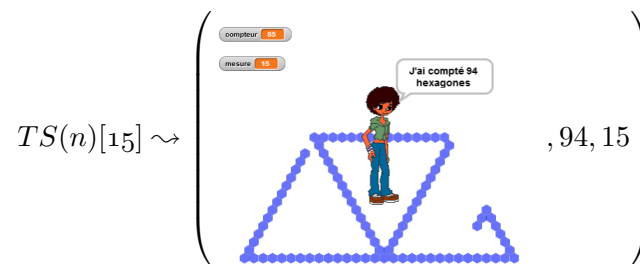 compteur 85
mesure 15
J'ai compté 94
hexagones
TS(n)[15] ⤳ ( , 94, 15 )